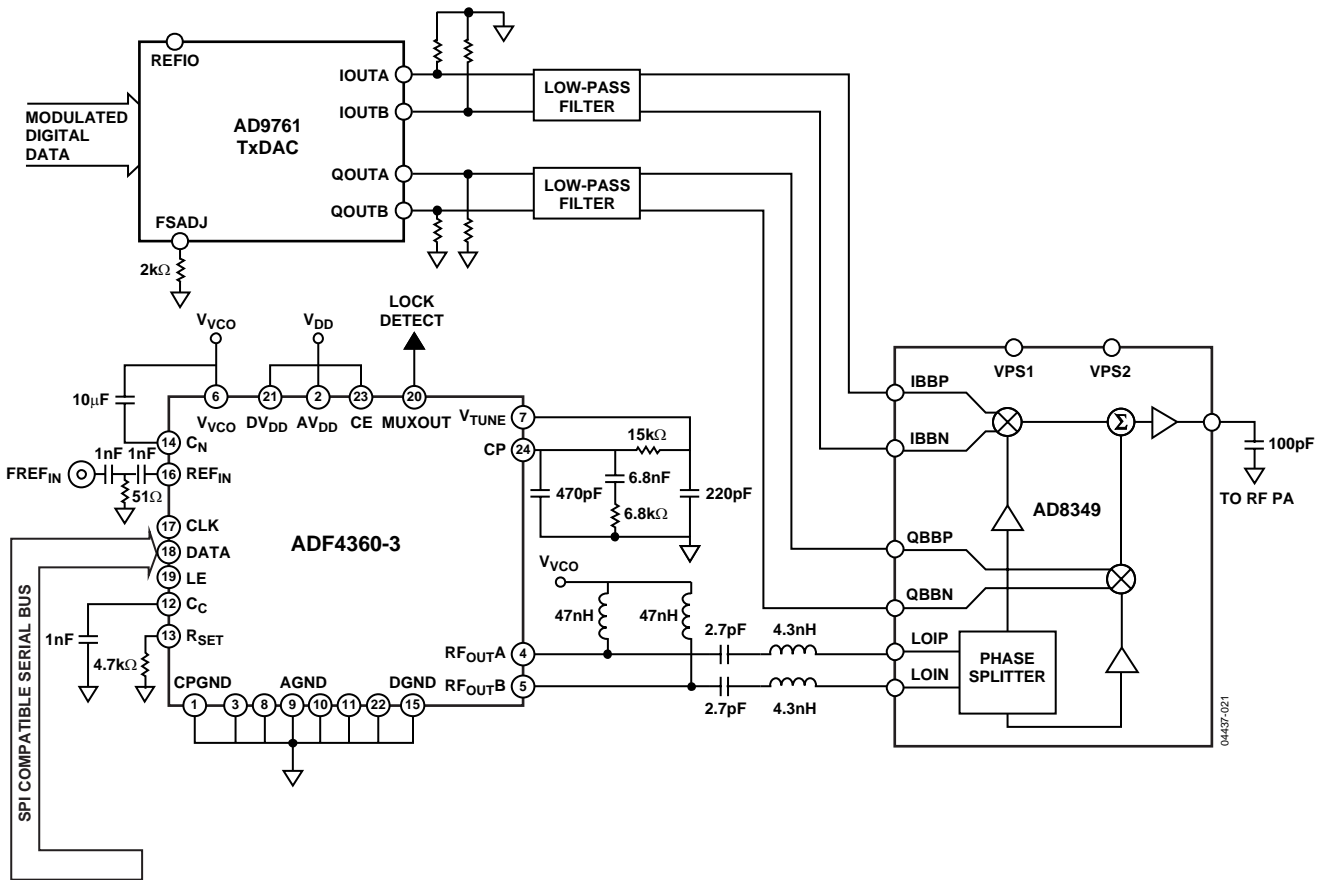 REFIO
IOUTA
IOUTB
QOUTA
QOUTB
FSADJ
AD9761
TxDAC
MODULATED
DIGITAL
DATA
2kΩ
LOW-PASS
FILTER
LOW-PASS
FILTER
LOCK
DETECT
VVCO
VDD
10µF
6
21
2
23
20
VVCO
DVDD
AVDD
CE
MUXOUT
VTUNE
7
CP
24
14
CN
1nF
1nF
FREFIN
16
REFIN
51Ω
17
CLK
18
DATA
19
LE
12
CC
13
RSET
1nF
4.7kΩ
ADF4360-3
SPI COMPATIBLE SERIAL BUS
CPGND
AGND
DGND
1
3
8
9
10
11
22
15
RFOUTA
4
RFOUTB
5
15kΩ
6.8nF
470pF
220pF
6.8kΩ
VVCO
47nH
47nH
2.7pF
4.3nH
2.7pF
4.3nH
VPS1
VPS2
IBBP
IBBN
QBBP
QBBN
LOIP
LOIN
Σ
AD8349
PHASE
SPLITTER
100pF
TO RF PA
04437-021